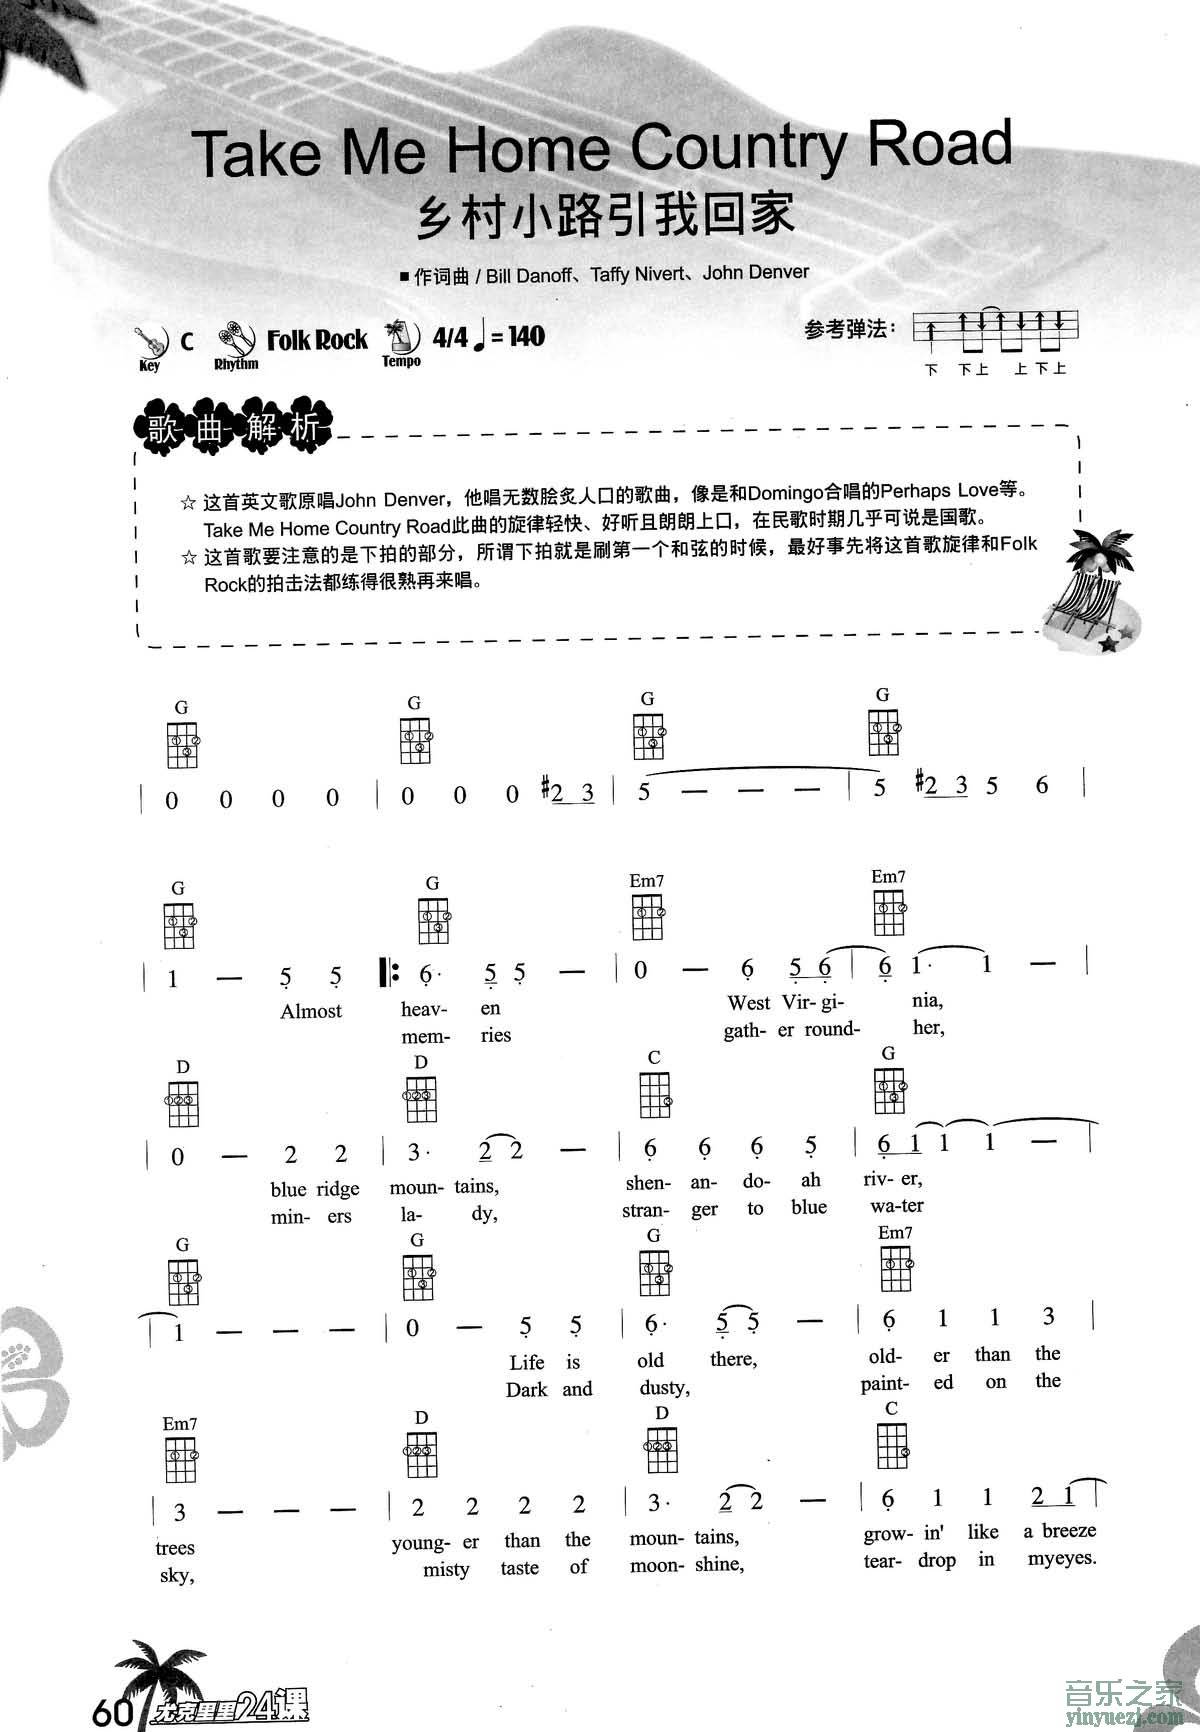 Take Me Home Country Road
乡村小路引我回家
■ 作词曲 / Bill Danoff、Taffy Nivert、John Denver
Key C Rhythm Folk Rock Tempo 4/4 ♩=140
参考弹法:
下 下上 上下上
歌曲解析
☆ 这首英文歌原唱John Denver，他唱无数脍炙人口的歌曲，像是和Domingo合唱的Perhaps Love等。
Take Me Home Country Road此曲的旋律轻快、好听且朗朗上口，在民歌时期几乎可说是国歌。
☆ 这首歌要注意的是下拍的部分，所谓下拍就是刷第一个和弦的时候，最好事先将这首歌旋律和Folk
Rock的拍击法都练得很熟再来唱。
G G G G
| 0 0 0 0 | 0 0 0 #2 3 | 5 — — — | 5 #2 3 5 6 |
G G Em7 Em7
| 1 — 5̣ 5̣ ‖: 6̣· 5̣ 5̣ — | 0 — 6̣ 5̣ 6̣ | 6̣ 1· 1 — |
Almost heav- en West Vir- gi- nia,
mem- ries gath- er round- her,
D D C G
| 0 — 2 2 | 3· 2 2 — | 6̣ 6̣ 6̣ 5̣ | 6̣ 1 1 1 — |
blue ridge moun- tains, shen- an- do- ah riv- er,
min- ers la- dy, stran- ger to blue wa-ter
G G G Em7
| 1 — — — | 0 — 5̣ 5̣ | 6̣· 5̣ 5̣ — | 6̣ 1 1 3 |
Life is old there, old- er than the
Dark and dusty, paint- ed on the
Em7 D D C
| 3 — — — | 2 2 2 2 | 3· 2 2 — | 6̣ 1 1 2 1 |
trees young- er than the moun- tains, grow- in' like a breeze
sky, misty taste of moon- shine, tear- drop in myeyes.
60 尤克里里24课
音乐之家
yinyuezj.com